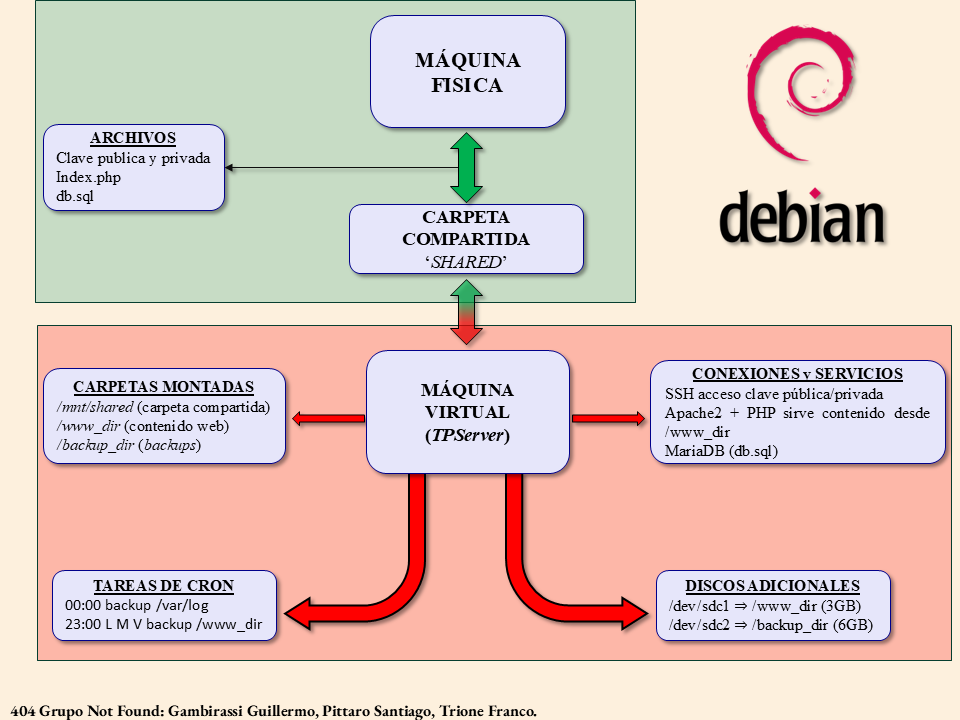 MÁQUINA
FISICA
ARCHIVOS
Clave publica y privada
Index.php
db.sql
CARPETA
COMPARTIDA
‘SHARED’
debian
CARPETAS MONTADAS
/mnt/shared (carpeta compartida)
/www_dir (contenido web)
/backup_dir (backups)
MÁQUINA
VIRTUAL
(TPServer)
CONEXIONES y SERVICIOS
SSH acceso clave pública/privada
Apache2 + PHP sirve contenido desde
/www_dir
MariaDB (db.sql)
TAREAS DE CRON
00:00 backup /var/log
23:00 L M V backup /www_dir
DISCOS ADICIONALES
/dev/sdc1 ⇒ /www_dir (3GB)
/dev/sdc2 ⇒ /backup_dir (6GB)
404 Grupo Not Found: Gambirassi Guillermo, Pittaro Santiago, Trione Franco.